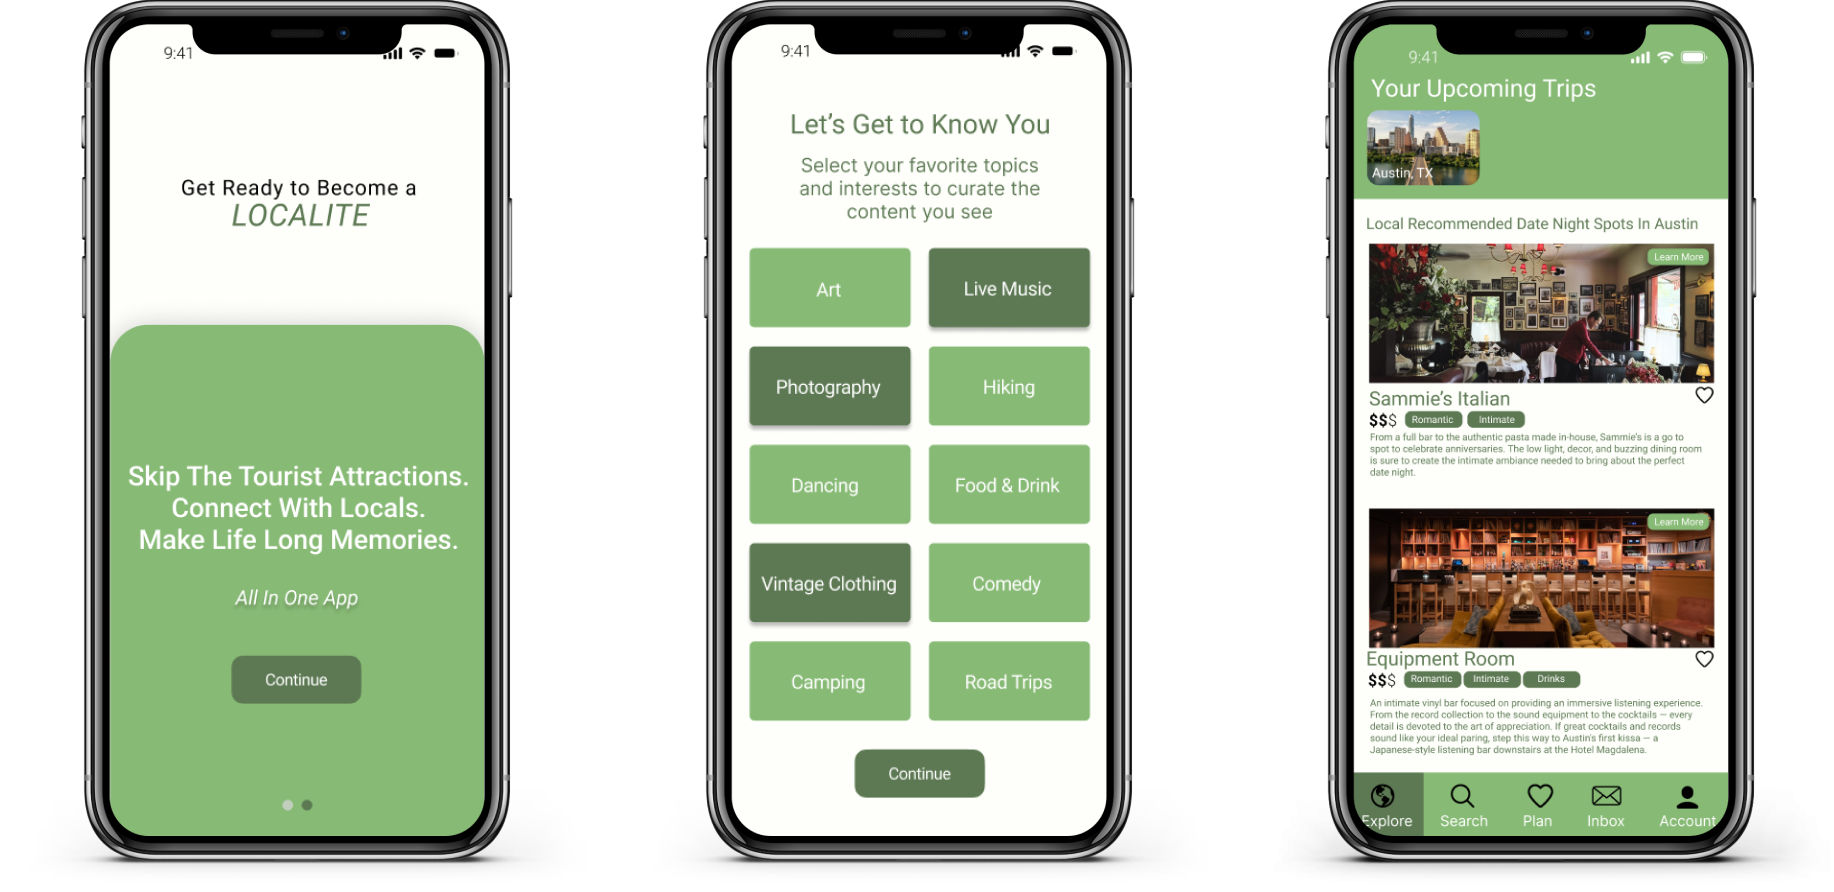 9:41
Get Ready to Become a
LOCALITE
Skip The Tourist Attractions.
Connect With Locals.
Make Life Long Memories.
All In One App
Continue
9:41
Let's Get to Know You
Select your favorite topics
and interests to curate the
content you see
Art
Live Music
Photography
Hiking
Dancing
Food & Drink
Vintage Clothing
Comedy
Camping
Road Trips
Continue
9:41
Your Upcoming Trips
Austin, TX
Local Recommended Date Night Spots In Austin
Learn More
Sammie's Italian
$$$ Romantic Intimate
From a full bar to the authentic pasta made in-house, Sammie's is a go to
spot to celebrate anniversaries. The low light, decor, and buzzing dining room
is sure to create the intimate ambiance needed to bring about the perfect
date night.
Learn More
Equipment Room
$$$ Romantic Intimate Drinks
An intimate vinyl bar focused on providing an immersive listening experience.
From the record collection to the sound equipment to the cocktails — every
detail is devoted to the art of appreciation. If great cocktails and records
sound like your ideal paring, step this way to Austin's first kissa — a
Japanese-style listening bar downstairs at the Hotel Magdalena.
Explore Search Plan Inbox Account